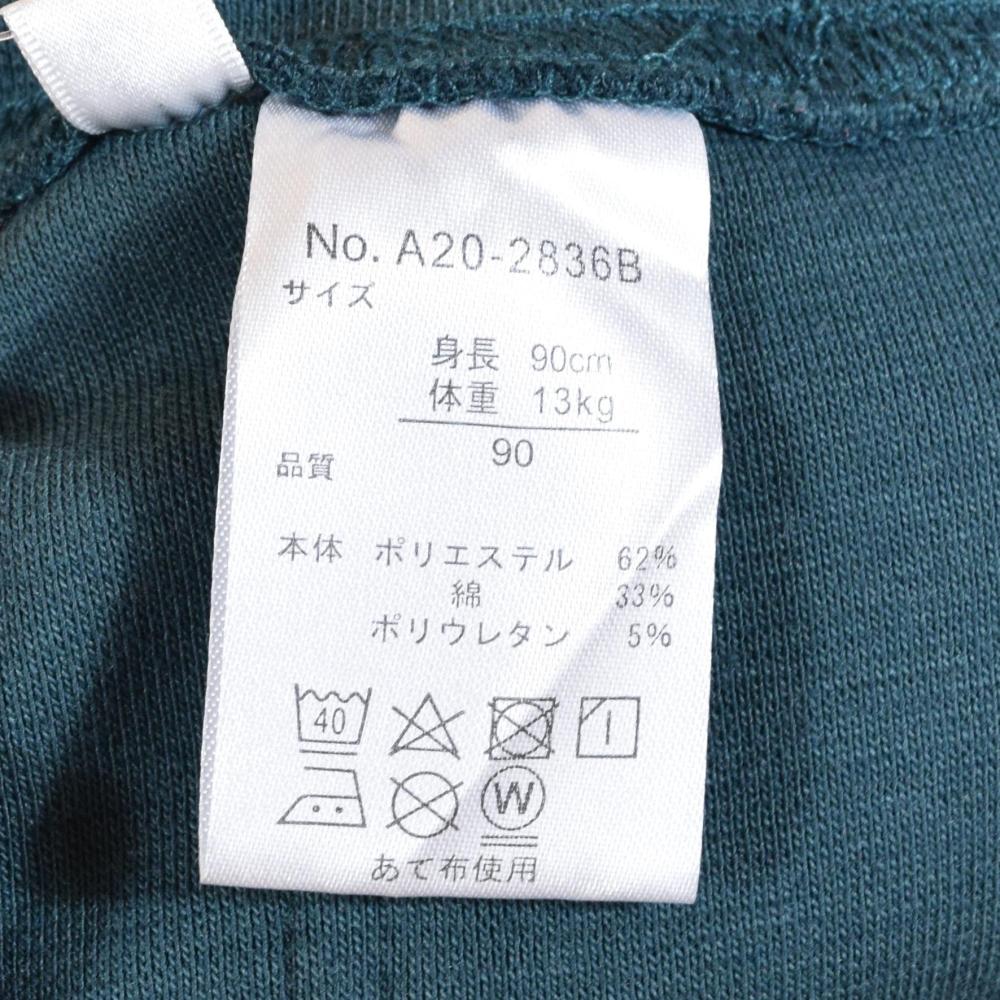 No. A20-2836B
サイズ
身長 90cm
体重 13kg
90
品質
本体 ポリエステル 62%
綿 33%
ポリウレタン 5%
40
W
あて布使用